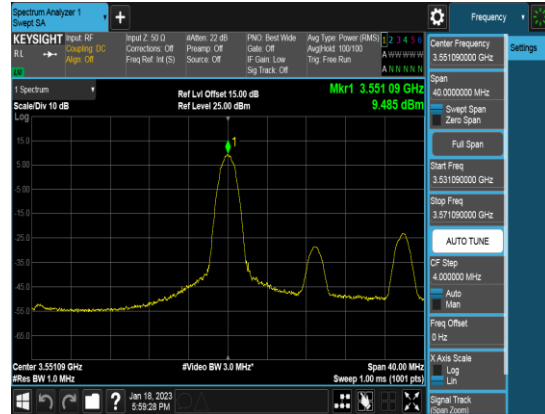 Spectrum Analyzer 1
Swept SA
+
Frequency
KEYSIGHT
RL
Input: RF
Coupling: DC
Align: Off
Input Z: 50 Ω
Corrections: Off
Freq Ref: Int (S)
#Atten: 22 dB
Preamp: Off
Source: Off
PNO: Best Wide
Gate: Off
IF Gain: Low
Sig Track: Off
Avg Type: Power (RMS)
Avg|Hold: 100/100
Trig: Free Run
1 2 3 4 5 6
A W W W W W
A N N N N N
1 Spectrum
Scale/Div 10 dB
Log
Ref Lvl Offset 15.00 dB
Ref Level 25.00 dBm
Mkr1 3.551 09 GHz
9.485 dBm
15.0
5.00
-5.00
-15.0
-25.0
-35.0
-45.0
-55.0
-65.0
1
Center 3.55109 GHz
#Res BW 1.0 MHz
#Video BW 3.0 MHz*
Span 40.00 MHz
Sweep 1.00 ms (1001 pts)
Jan 18, 2023
5:59:28 PM
Center Frequency
3.551090000 GHz
Settings
Span
40.0000000 MHz
Swept Span
Zero Span
Full Span
Start Freq
3.531090000 GHz
Stop Freq
3.571090000 GHz
AUTO TUNE
CF Step
4.000000 MHz
Auto
Man
Freq Offset
0 Hz
X Axis Scale
Log
Lin
Signal Track
(Span Zoom)